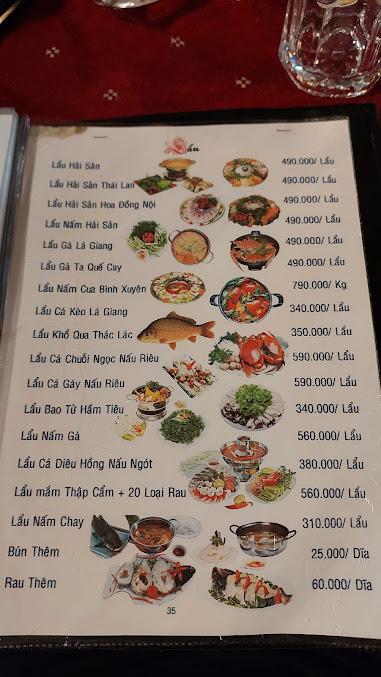 Lẩu
Lẩu Hải Sản 490.000/ Lẩu
Lẩu Hải Sản Thái Lan 490.000/ Lẩu
Lẩu Hải Sản Hoa Đồng Nội 490.000/ Lẩu
Lẩu Nấm Hải Sản 490.000/ Lẩu
Lẩu Gà Lá Giang 490.000/ Lẩu
Lẩu Gà Ta Quế Cay 490.000/ Lẩu
Lẩu Nấm Cua Bình Xuyên 790.000/ Kg
Lẩu Cá Kèo Lá Giang 340.000/ Lẩu
Lẩu Khổ Qua Thác Lác 350.000/ Lẩu
Lẩu Cá Chuỗi Ngọc Nấu Riêu 590.000/ Lẩu
Lẩu Cá Gáy Nấu Riêu 590.000/ Lẩu
Lẩu Bao Tử Hầm Tiêu 340.000/ Lẩu
Lẩu Nấm Gà 560.000/ Lẩu
Lẩu Cá Diêu Hồng Nấu Ngót 380.000/ Lẩu
Lẩu mắm Thập Cẩm + 20 Loại Rau 560.000/ Lẩu
Lẩu Nấm Chay 310.000/ Lẩu
Bún Thêm 25.000/ Dĩa
Rau Thêm 60.000/ Dĩa
35